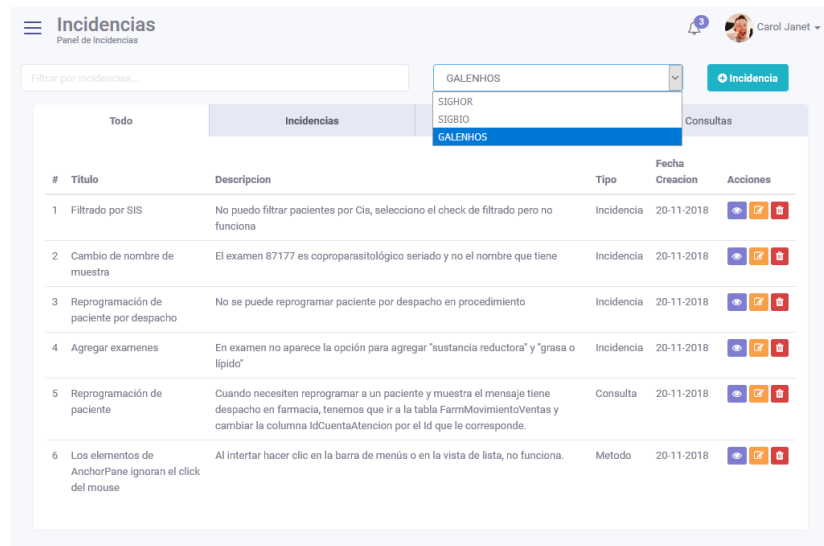 Incidencias
Panel de Incidencias
3
Carol Janet
Filtrar por incidencias...
GALENHOS
Incidencia
SIGHOR
SIGBIO
GALENHOS
Todo
Incidencias
Consultas
# Titulo Descripcion Tipo Fecha Creacion Acciones
1 Filtrado por SIS No puedo filtrar pacientes por Cis, selecciono el check de filtrado pero no Incidencia 20-11-2018
funciona
2 Cambio de nombre de El examen 87177 es coproparasitológico seriado y no el nombre que tiene Incidencia 20-11-2018
muestra
3 Reprogramación de No se puede reprogramar paciente por despacho en procedimiento Incidencia 20-11-2018
paciente por despacho
4 Agregar examenes En examen no aparece la opción para agregar "sustancia reductora" y "grasa o Incidencia 20-11-2018
lípido"
5 Reprogramación de Cuando necesiten reprogramar a un paciente y muestra el mensaje tiene Consulta 20-11-2018
paciente despacho en farmacia, tenemos que ir a la tabla FarmMovimientoVentas y
cambiar la columna IdCuentaAtencion por el Id que le corresponde.
6 Los elementos de Al intertar hacer clic en la barra de menús o en la vista de lista, no funciona. Metodo 20-11-2018
AnchorPane ignoran el click
del mouse